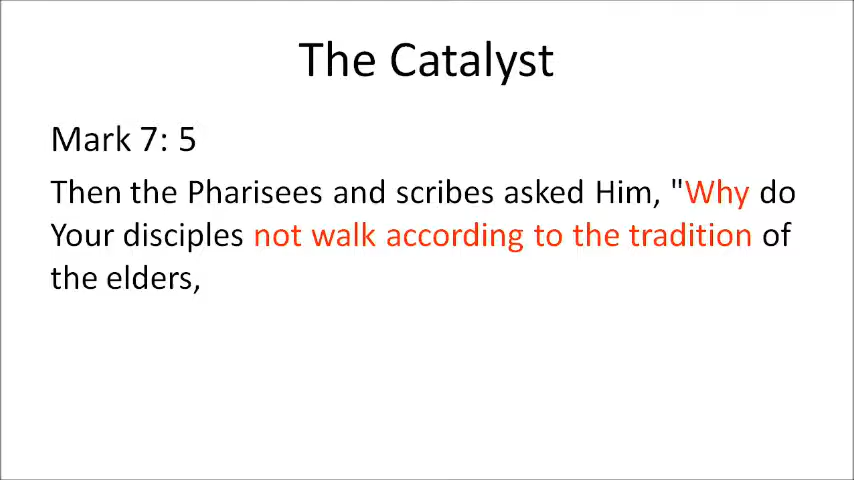 The Catalyst
Mark 7: 5
Then the Pharisees and scribes asked Him, "Why do
Your disciples not walk according to the tradition of
the elders,